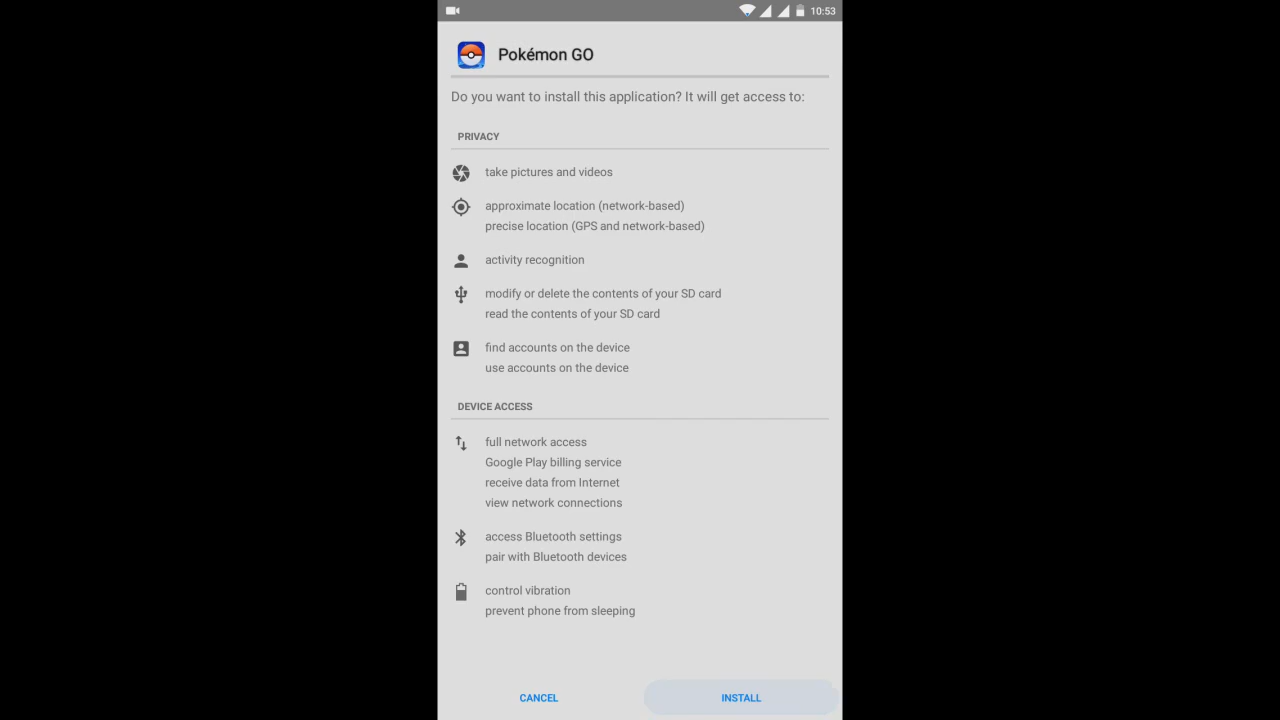 10:53
Pokémon GO
Do you want to install this application? It will get access to:
PRIVACY
take pictures and videos
approximate location (network-based)
precise location (GPS and network-based)
activity recognition
modify or delete the contents of your SD card
read the contents of your SD card
find accounts on the device
use accounts on the device
DEVICE ACCESS
full network access
Google Play billing service
receive data from Internet
view network connections
access Bluetooth settings
pair with Bluetooth devices
control vibration
prevent phone from sleeping
CANCEL INSTALL